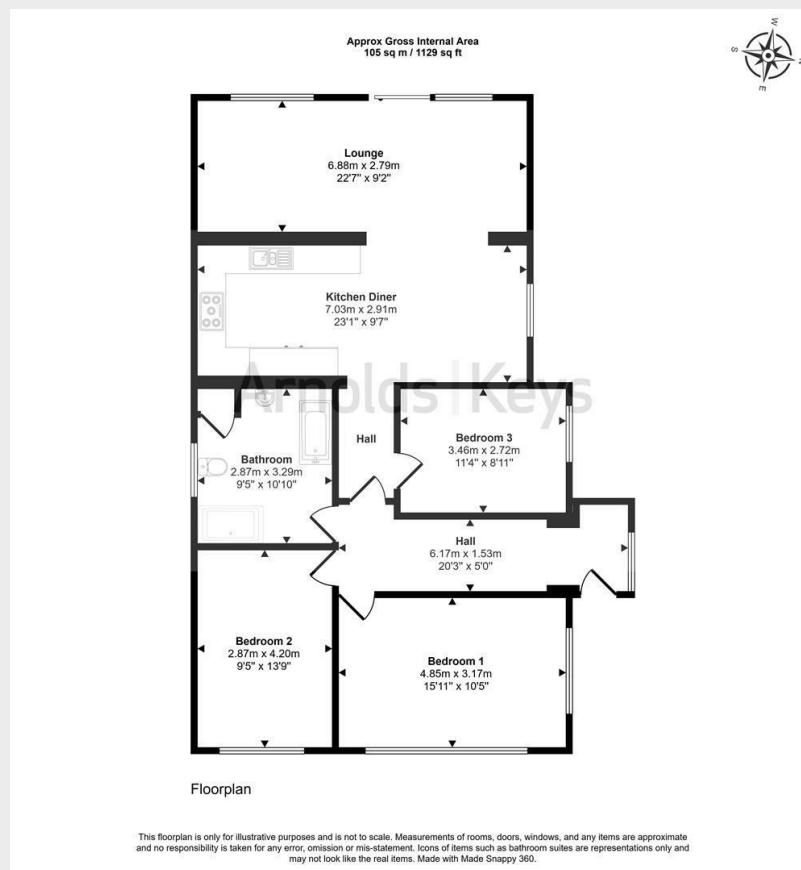 Approx Gross Internal Area
105 sq m / 1129 sq ft
W
S
N
E
Lounge
6.88m x 2.79m
22'7" x 9'2"
Kitchen Diner
7.03m x 2.91m
23'1" x 9'7"
Arnolds | Keys
Hall
Bedroom 3
3.46m x 2.72m
11'4" x 8'11"
Bathroom
2.87m x 3.29m
9'5" x 10'10"
Hall
6.17m x 1.53m
20'3" x 5'0"
Bedroom 2
2.87m x 4.20m
9'5" x 13'9"
Bedroom 1
4.85m x 3.17m
15'11" x 10'5"
Floorplan
This floorplan is only for illustrative purposes and is not to scale. Measurements of rooms, doors, windows, and any items are approximate
and no responsibility is taken for any error, omission or mis-statement. Icons of items such as bathroom suites are representations only and
may not look like the real items. Made with Made Snappy 360.